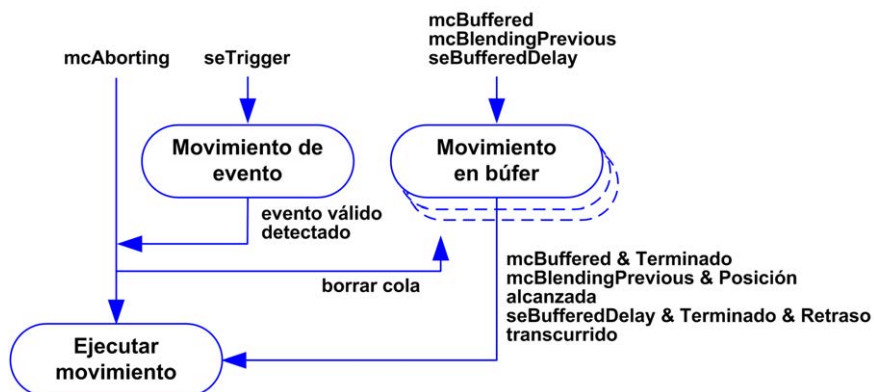 mcBuffered
mcBlendingPrevious
seBufferedDelay
mcAborting
seTrigger
Movimiento de
evento
Movimiento
en búfer
evento válido
detectado
borrar cola
mcBuffered & Terminado
mcBlendingPrevious & Posición
alcanzada
seBufferedDelay & Terminado & Retraso
transcurrido
Ejecutar
movimiento